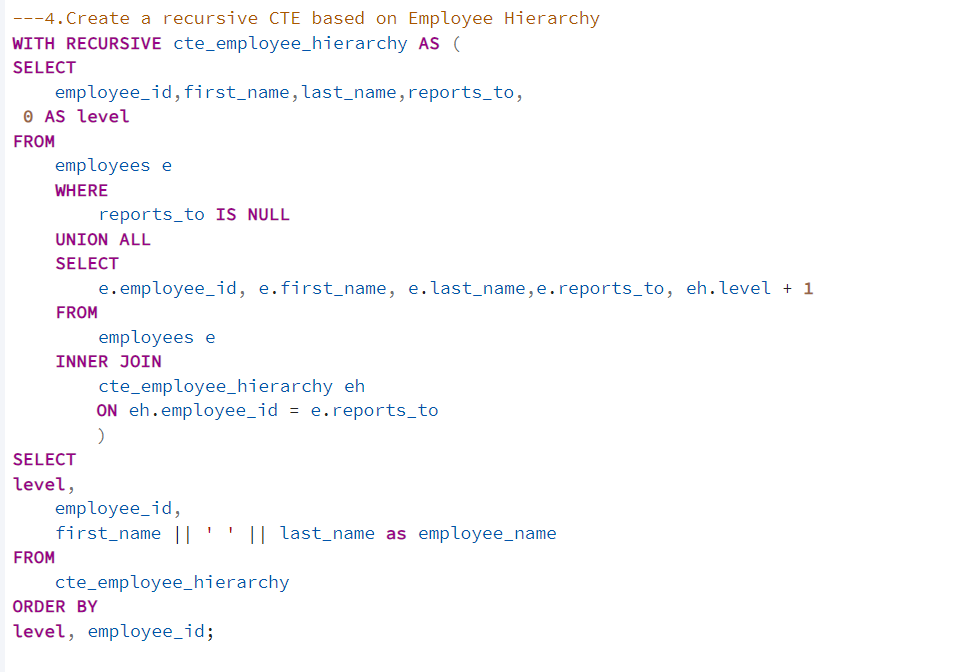 ---4.Create a recursive CTE based on Employee Hierarchy
WITH RECURSIVE cte_employee_hierarchy AS (
SELECT
    employee_id,first_name,last_name,reports_to,
 0 AS level
FROM
    employees e
    WHERE
        reports_to IS NULL
    UNION ALL
    SELECT
        e.employee_id, e.first_name, e.last_name,e.reports_to, eh.level + 1
    FROM
        employees e
    INNER JOIN
        cte_employee_hierarchy eh
        ON eh.employee_id = e.reports_to
        )
SELECT
level,
    employee_id,
    first_name || ' ' || last_name as employee_name
FROM
    cte_employee_hierarchy
ORDER BY
level, employee_id;